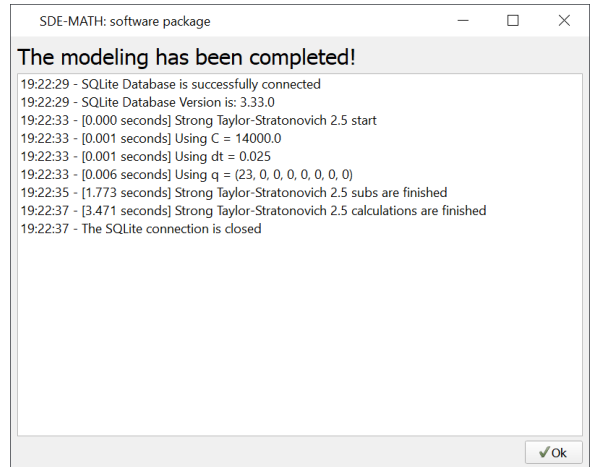 SDE-MATH: software package
The modeling has been completed!
19:22:29 - SQLite Database is successfully connected
19:22:29 - SQLite Database Version is: 3.33.0
19:22:33 - [0.000 seconds] Strong Taylor-Stratonovich 2.5 start
19:22:33 - [0.001 seconds] Using C = 14000.0
19:22:33 - [0.001 seconds] Using dt = 0.025
19:22:33 - [0.006 seconds] Using q = (23, 0, 0, 0, 0, 0, 0, 0)
19:22:35 - [1.773 seconds] Strong Taylor-Stratonovich 2.5 subs are finished
19:22:37 - [3.471 seconds] Strong Taylor-Stratonovich 2.5 calculations are finished
19:22:37 - The SQLite connection is closed
Ok